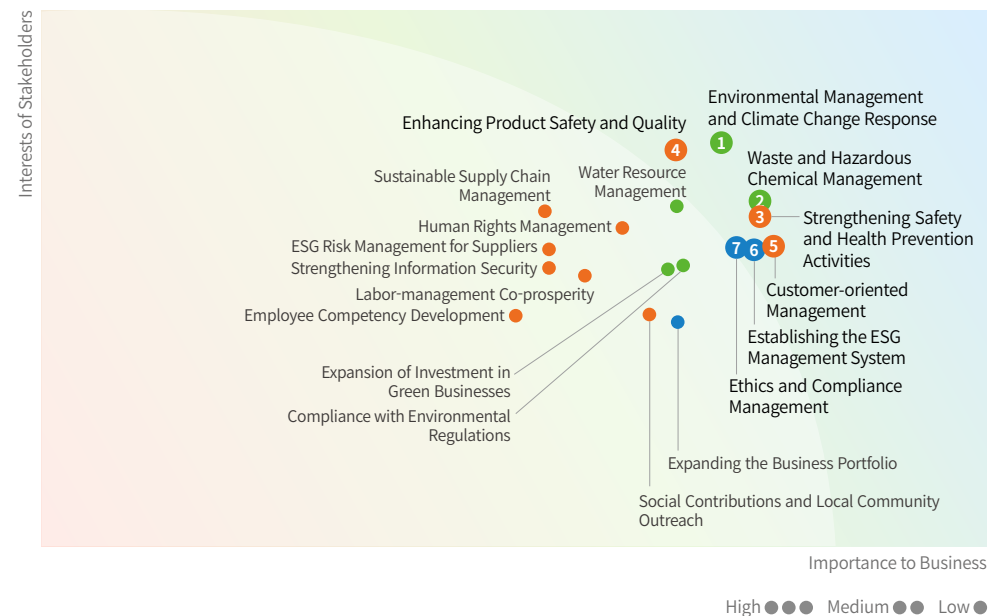 Interests of Stakeholders
Environmental Management
and Climate Change Response
1
Enhancing Product Safety and Quality
4
Waste and Hazardous
Chemical Management
2
3
Strengthening Safety
and Health Prevention
Activities
Water Resource
Management
Sustainable Supply Chain
Management
Human Rights Management
ESG Risk Management for Suppliers
Strengthening Information Security
Labor-management Co-prosperity
Employee Competency Development
7
6
5
Customer-oriented
Management
Establishing the ESG
Management System
Ethics and Compliance
Management
Expansion of Investment in
Green Businesses
Compliance with Environmental
Regulations
Expanding the Business Portfolio
Social Contributions and Local Community
Outreach
Importance to Business
High ●●● Medium ●● Low ●